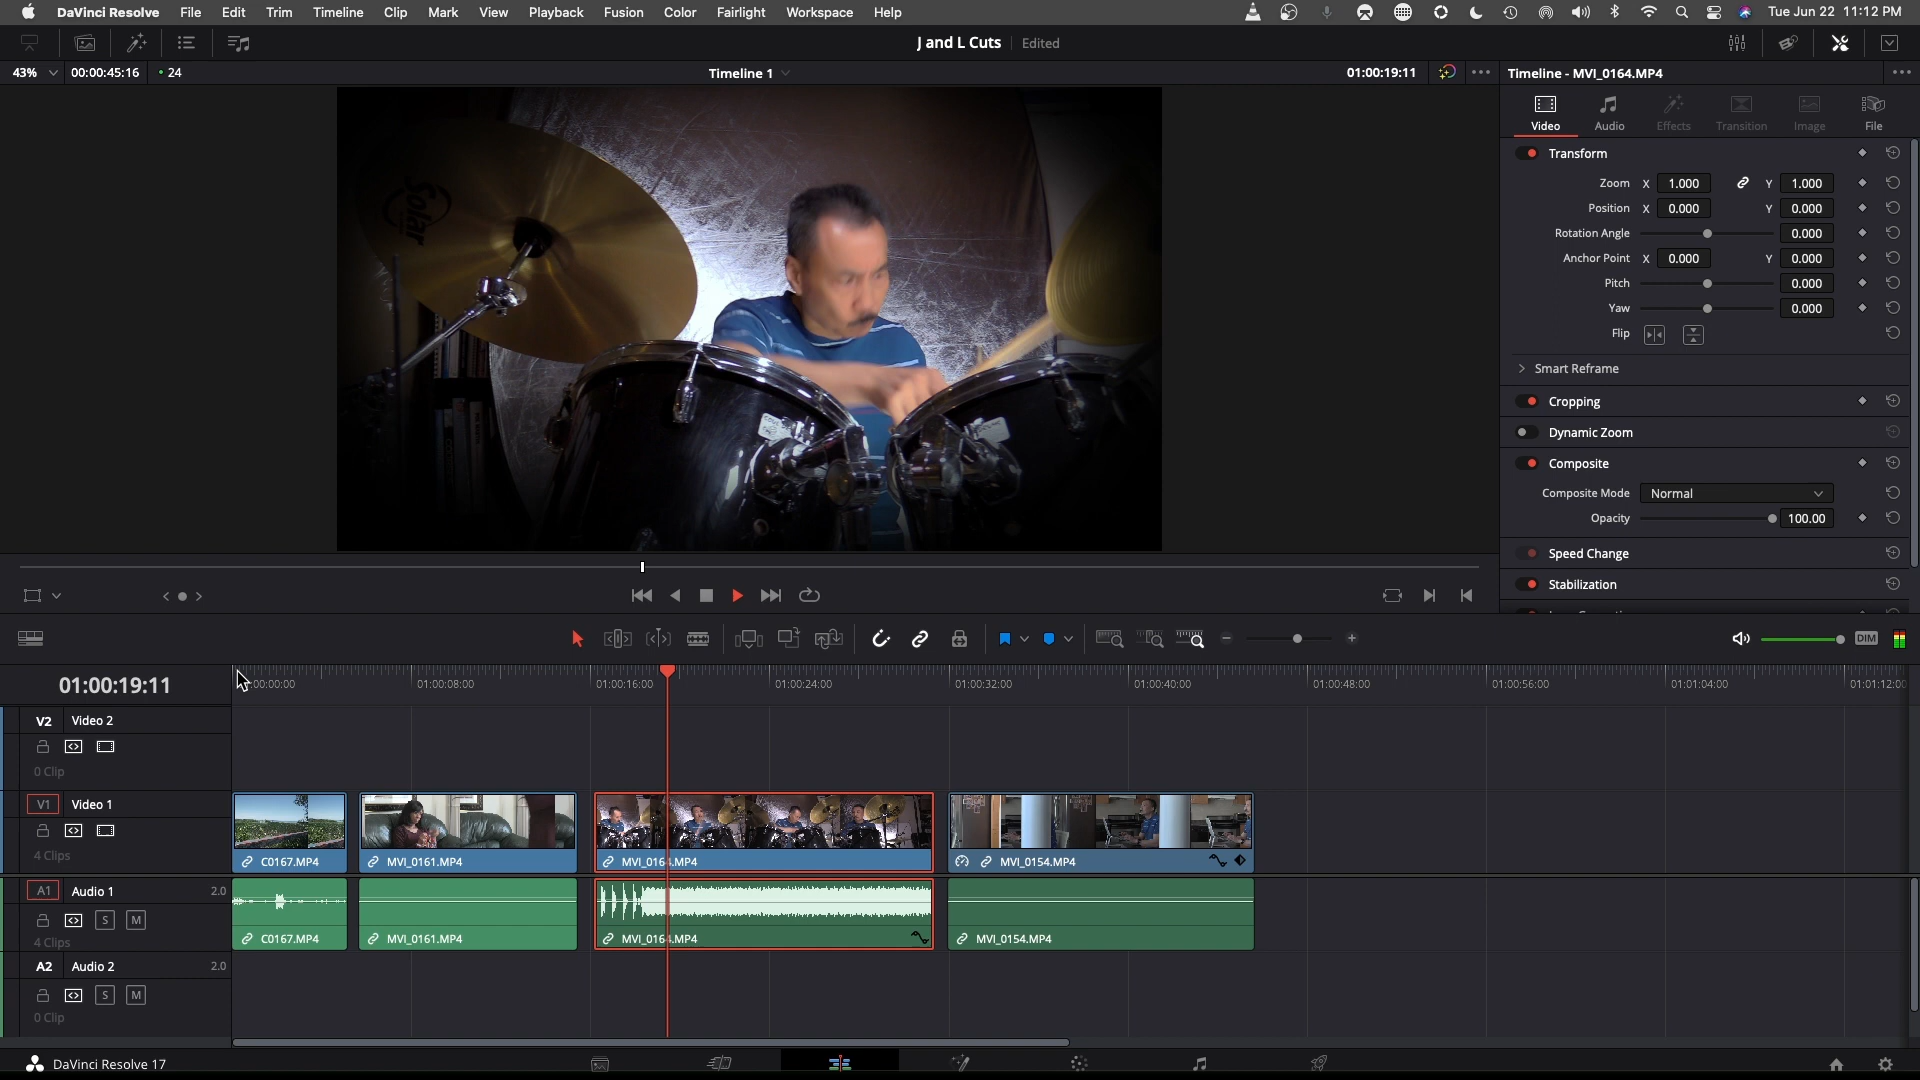 DaVinci Resolve File Edit Trim Timeline Clip Mark View Playback Fusion Color Fairlight Workspace Help Tue Jun 22 11:12 PM
J and L Cuts Edited
43% 00:00:45:16 24 Timeline 1 01:00:19:11 Timeline - MVI_0164.MP4
Video Audio Effects Transition Image File
Transform
Zoom X 1.000 Y 1.000
Position X 0.000 Y 0.000
Rotation Angle 0.000
Anchor Point X 0.000 Y 0.000
Pitch 0.000
Yaw 0.000
Flip
Smart Reframe
Cropping
Dynamic Zoom
Composite
Composite Mode Normal
Opacity 100.00
Speed Change
Stabilization
Solar
DIM
01:00:19:11
00:00:00 01:00:08:00 01:00:16:00 01:00:24:00 01:00:32:00 01:00:40:00 01:00:48:00 01:00:56:00 01:01:04:00 01:01:12:00
V2 Video 2
0 Clip
V1 Video 1
4 Clips
C0167.MP4 MVI_0161.MP4 MVI_0164.MP4 MVI_0154.MP4
A1 Audio 1 2.0
S M
4 Clips
C0167.MP4 MVI_0161.MP4 MVI_0164.MP4 MVI_0154.MP4
A2 Audio 2 2.0
S M
0 Clip
DaVinci Resolve 17